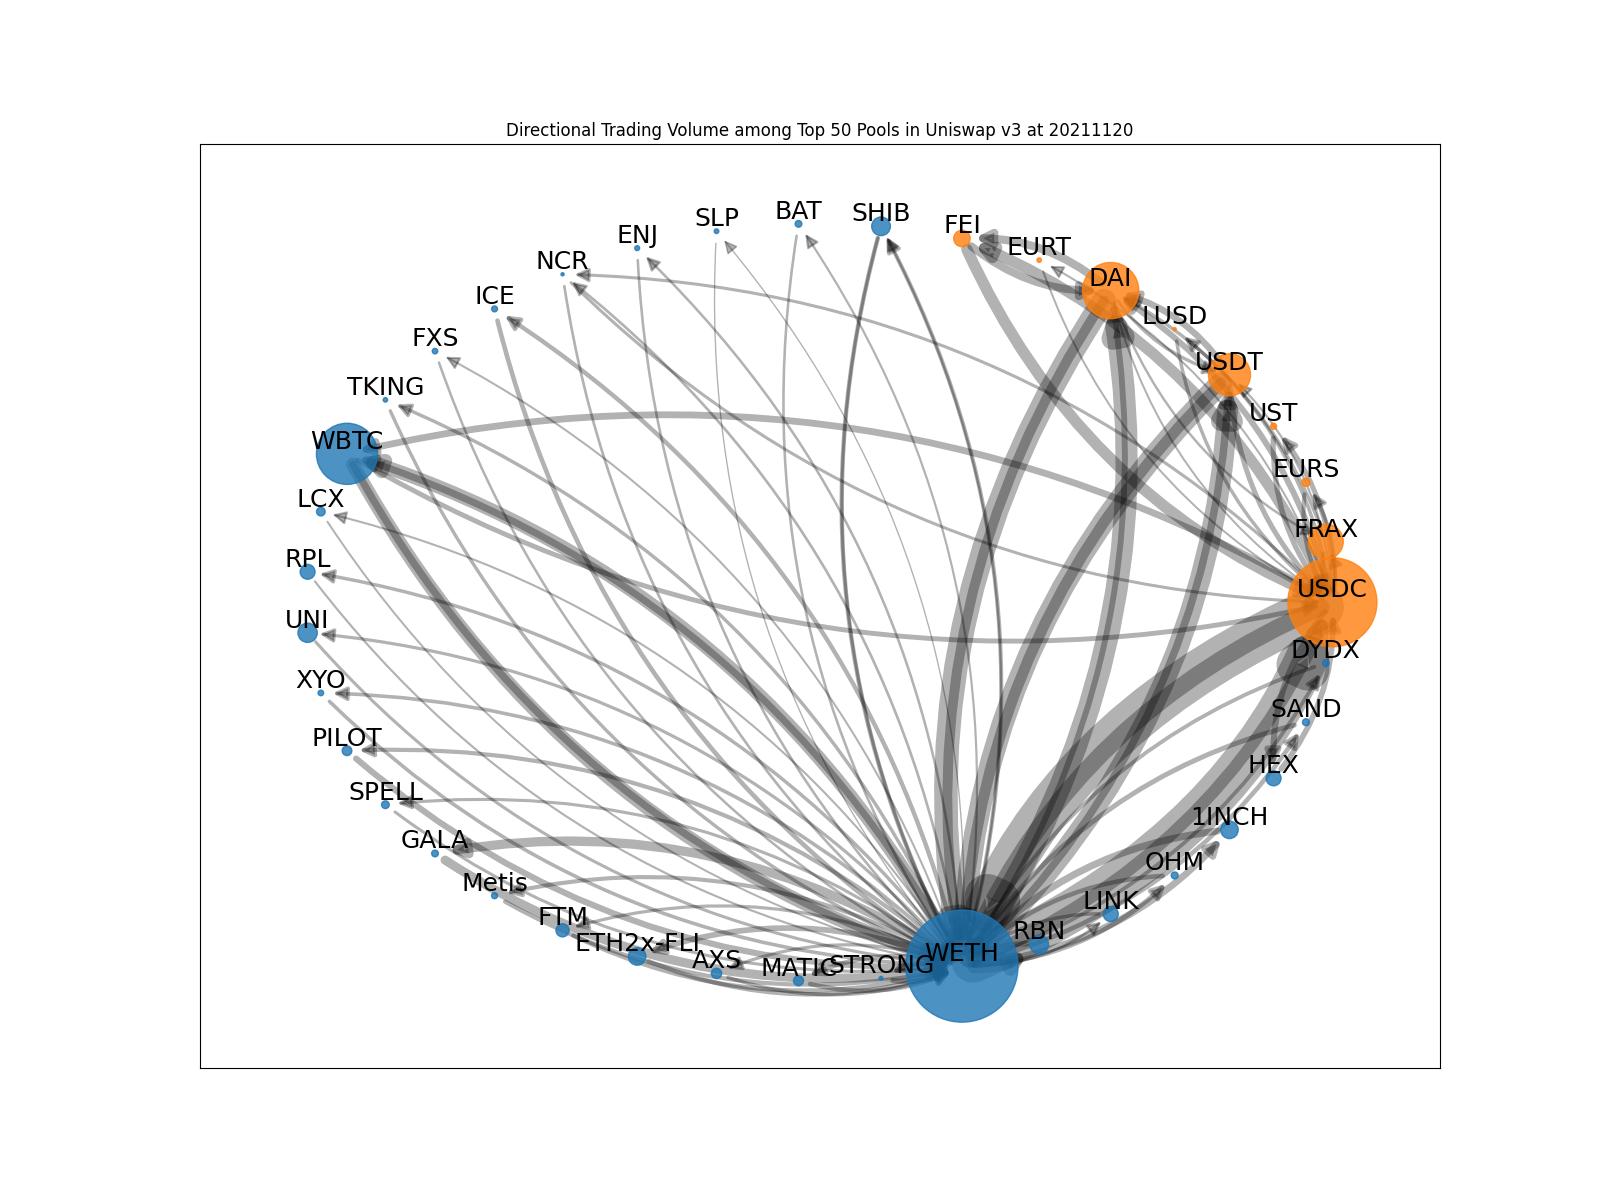 Directional Trading Volume among Top 50 Pools in Uniswap v3 at 20211120
SHIB
BAT
SLP
FEI
ENJ
EURT
NCR
DAI
ICE
LUSD
FXS
USDT
TKING
UST
WBTC
EURS
LCX
FRAX
RPL
USDC
UNI
DYDX
XYO
SAND
PILOT
HEX
SPELL
1INCH
GALA
OHM
Metis
LINK
FTM
RBN
ETH2x-FLI
WETH
AXS
MATIC
STRONG